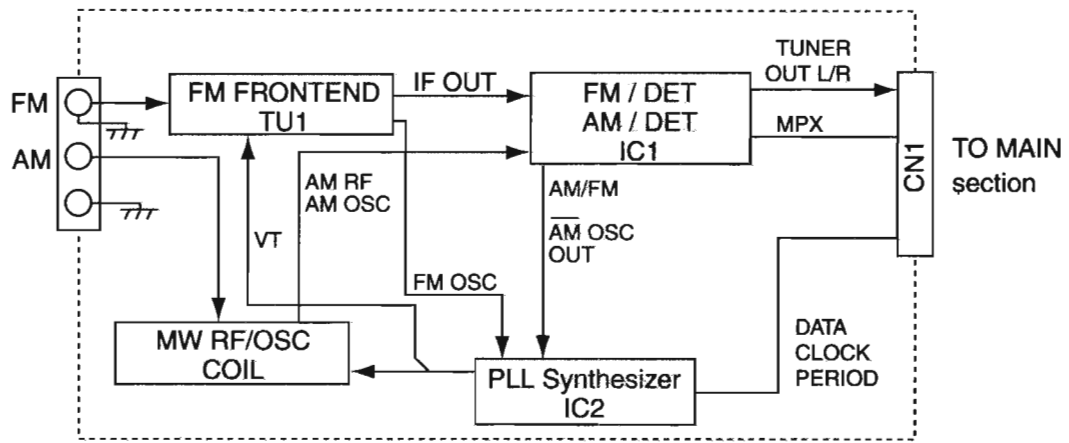 FM
AM
FM FRONTEND
TU1
IF OUT
FM / DET
AM / DET
IC1
TUNER
OUT L/R
MPX
CN1
TO MAIN
section
AM RF
AM OSC
VT
FM OSC
AM/FM
A̅M̅ OSC
OUT
MW RF/OSC
COIL
PLL Synthesizer
IC2
DATA
CLOCK
PERIOD